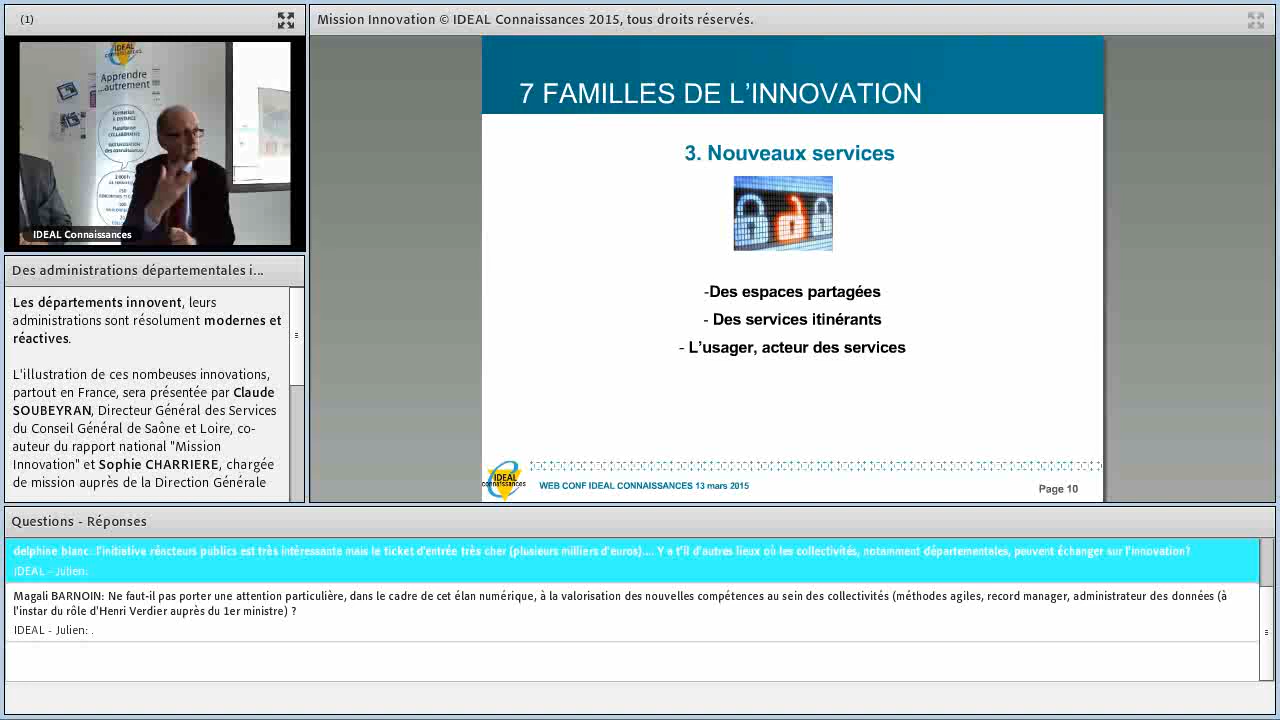 (1)
Mission Innovation © IDEAL Connaissances 2015, tous droits réservés.
IDEAL
connaissances
Apprendre
...autrement
IDEAL Connaissances
Des administrations départementales i...
Les départements innovent, leurs
administrations sont résolument modernes et
réactives.
L'illustration de ces nombeuses innovations,
partout en France, sera présentée par Claude
SOUBEYRAN, Directeur Général des Services
du Conseil Général de Saône et Loire, co-
auteur du rapport national "Mission
Innovation" et Sophie CHARRIERE, chargée
de mission auprès de la Direction Générale
7 FAMILLES DE L'INNOVATION
3. Nouveaux services
-Des espaces partagées
- Des services itinérants
- L'usager, acteur des services
IDEAL
connaissances
WEB CONF IDEAL CONNAISSANCES 13 mars 2015
Page 10
Questions - Réponses
delphine blanc: l'initiative réacteurs publics est très intéressante mais le ticket d'entrée très cher (plusieurs milliers d'euros).... Y a t'il d'autres lieux où les collectivités, notamment départementales, peuvent échanger sur l'innovation?
IDEAL - Julien:
Magali BARNOIN: Ne faut-il pas porter une attention particulière, dans le cadre de cet élan numérique, à la valorisation des nouvelles compétences au sein des collectivités (méthodes agiles, record manager, administrateur des données (à
l'instar du rôle d'Henri Verdier auprès du 1er ministre) ?
IDEAL - Julien: .